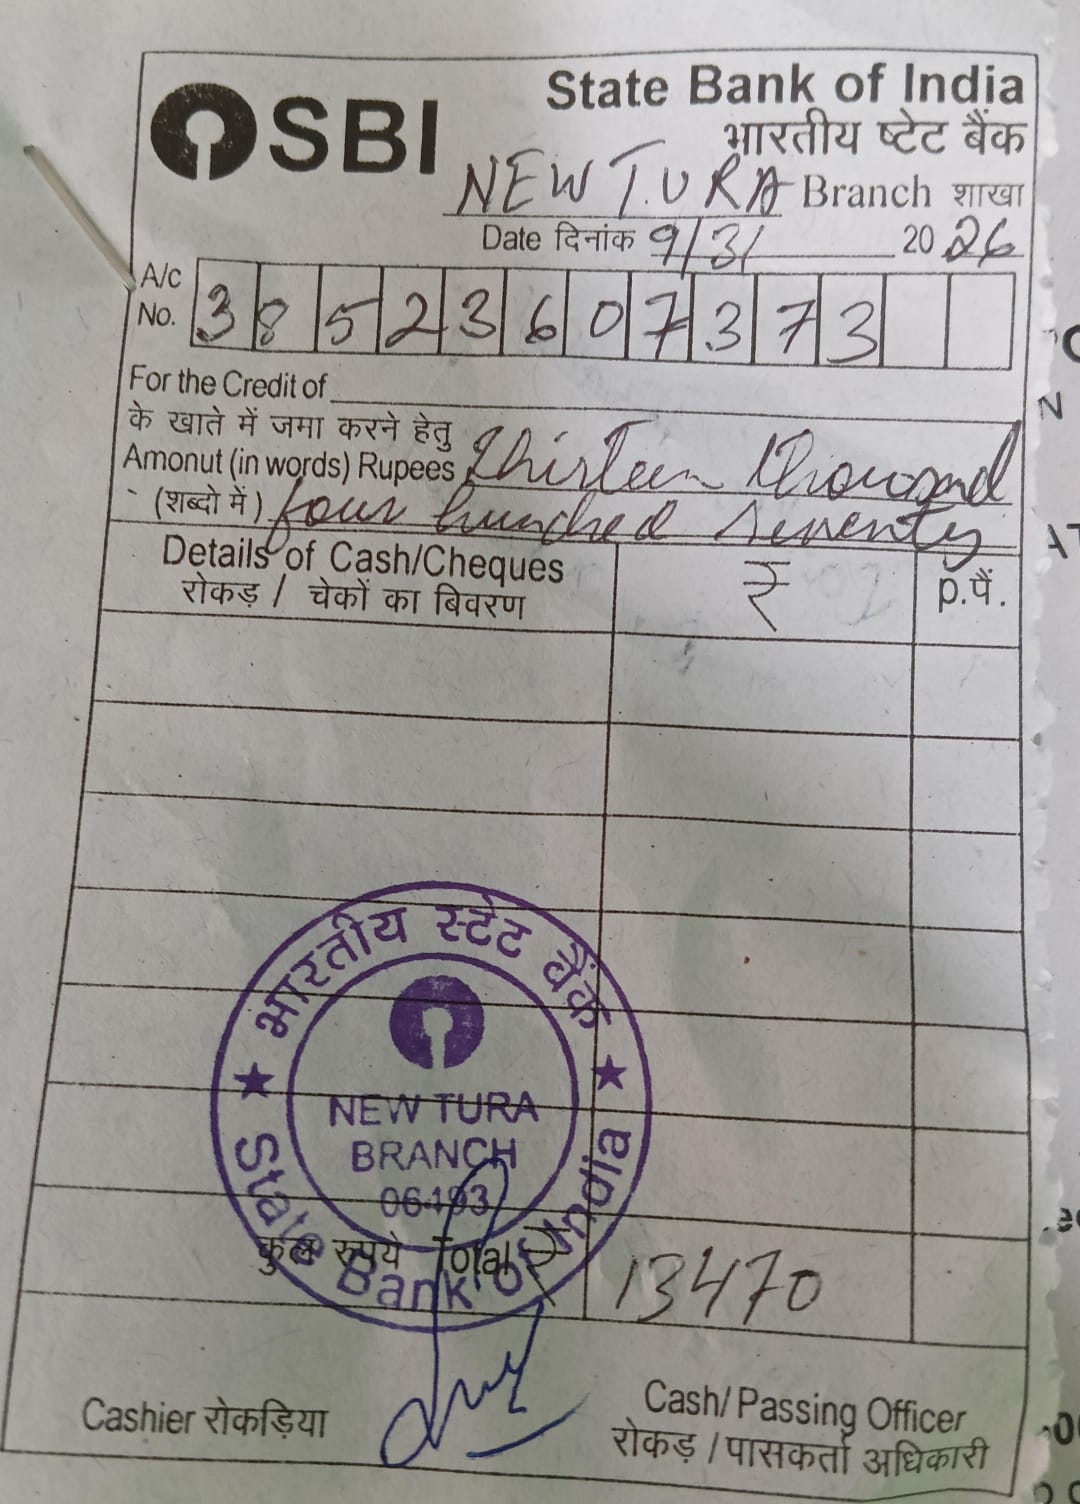 SBI
State Bank of India
भारतीय ष्टेट बैंक
NEW TURA Branch शाखा
Date दिनांक 9/3/ 2026
A/c
No. 38523607373
For the Credit of
के खाते में जमा करने हेतु
Amonut (in words) Rupees Thirteen thousand
(शब्दो में) four hundred seventy
Details of Cash/Cheques ₹ p.पैं.
रोकड़ / चेकों का बिवरण
भारतीय स्टेट बैंक
NEW TURA
BRANCH
06193
State Bank of India
कुल रुपये Total ₹ 13470
Cashier रोकड़िया
Cash/Passing Officer
रोकड़ /पासकर्ता अधिकारी